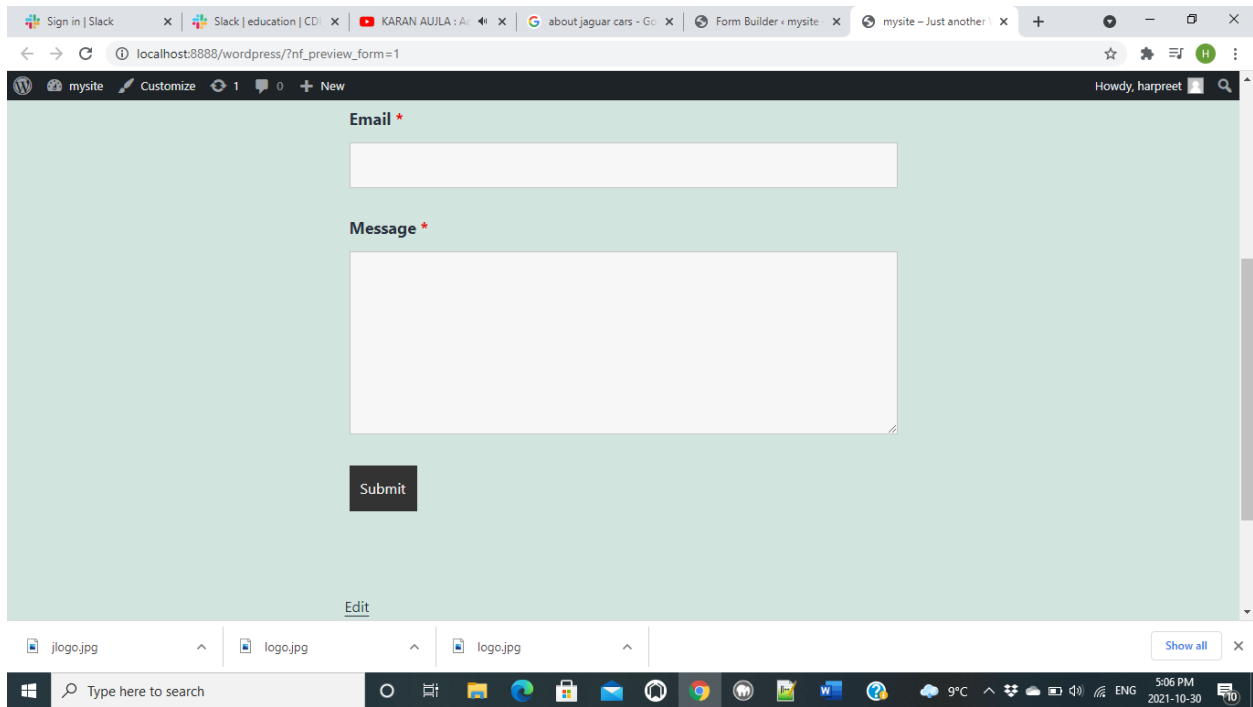 Sign in | Slack Slack | education | CDI KARAN AUJLA : Ac about jaguar cars - Go Form Builder ‹ mysite mysite – Just another
localhost:8888/wordpress/?nf_preview_form=1 H
mysite Customize 1 0 New Howdy, harpreet
Email *
Message *
Submit
Edit
jlogo.jpg logo.jpg logo.jpg Show all
Type here to search 9°C ENG 5:06 PM
2021-10-30